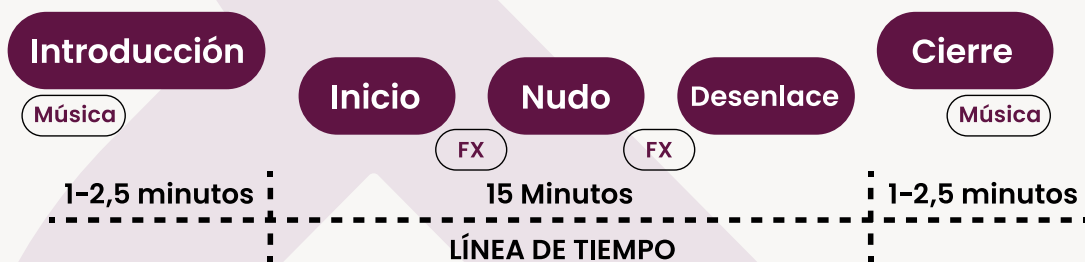 Introducción
Cierre
Inicio
Nudo
Desenlace
Música
Música
FX
FX
1-2,5 minutos
15 Minutos
1-2,5 minutos
LÍNEA DE TIEMPO